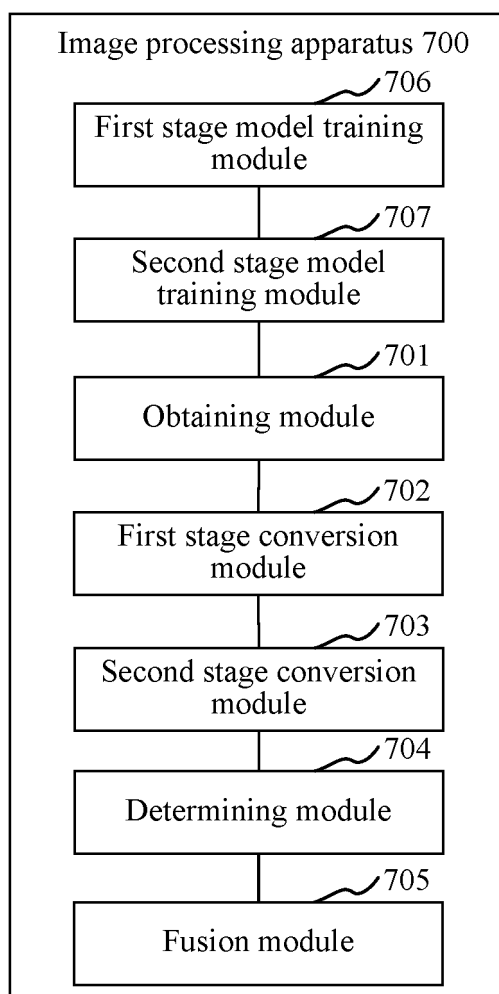 Image processing apparatus 700
706
First stage model training
module
707
Second stage model
training module
701
Obtaining module
702
First stage conversion
module
703
Second stage conversion
module
704
Determining module
705
Fusion module